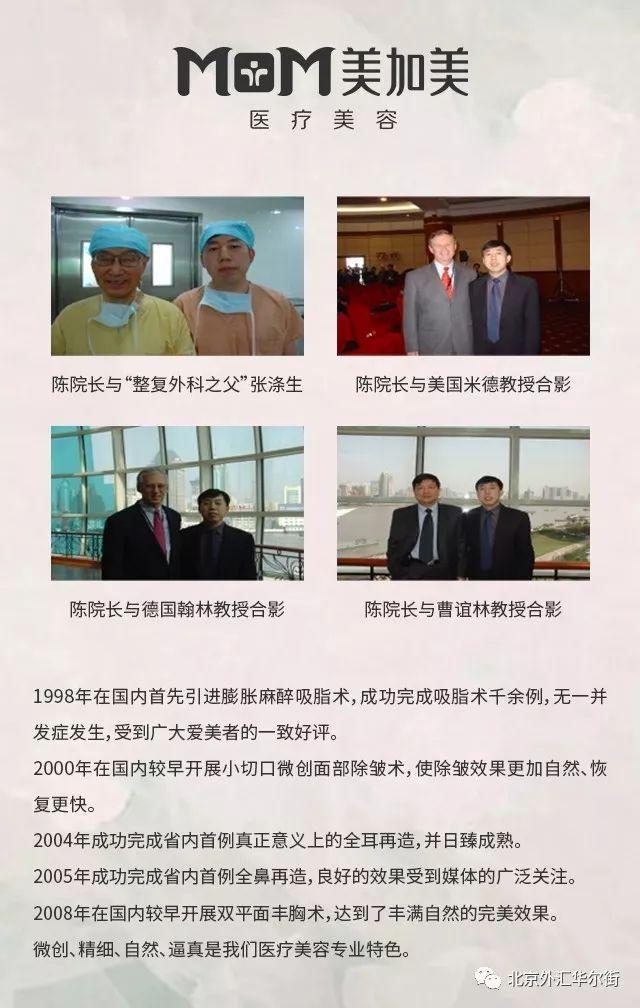 MOM美加美
医疗美容
陈院长与“整复外科之父”张涤生
陈院长与美国米德教授合影
陈院长与德国翰林教授合影
陈院长与曹谊林教授合影
1998年在国内首先引进膨胀麻醉吸脂术,成功完成吸脂术千余例,无一并
发症发生,受到广大爱美者的一致好评。
2000年在国内较早开展小切口微创面部除皱术,使除皱效果更加自然、恢
复更快。
2004年成功完成省内首例真正意义上的全耳再造,并日臻成熟。
2005年成功完成省内首例全鼻再造,良好的效果受到媒体的广泛关注。
2008年在国内较早开展双平面丰胸术,达到了丰满自然的完美效果。
微创、精细、自然、逼真是我们医疗美容专业特色。
北京外汇华尔街